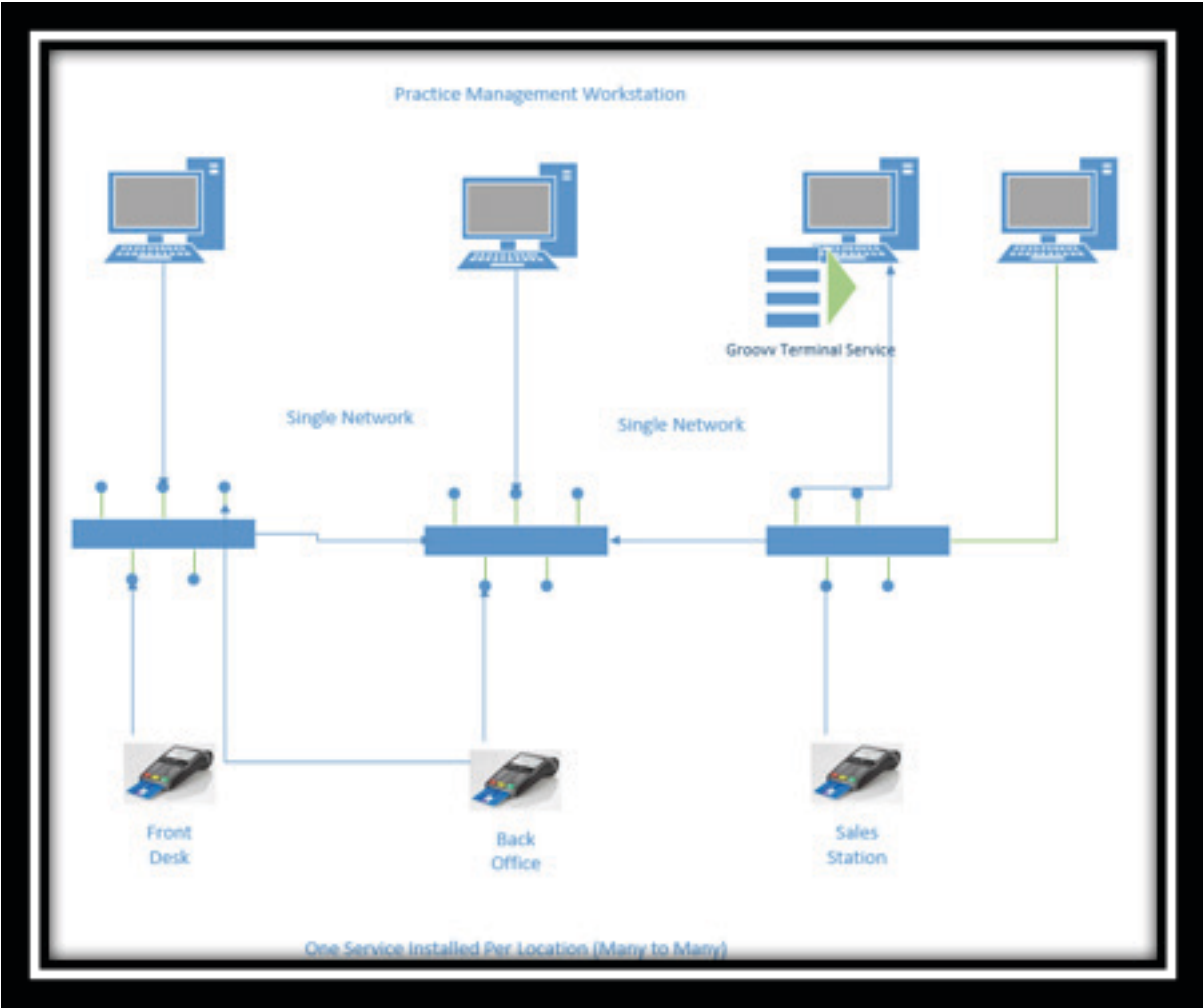 Practice Management Workstation
Groovv Terminal Service
Single Network
Single Network
Front
Desk
Back
Office
Sales
Station
One Service Installed Per Location (Many to Many)